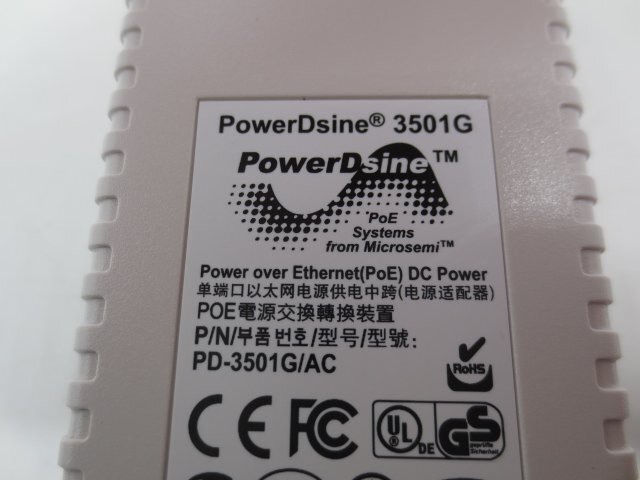 PowerDsine® 3501G
PowerDsine™
PoE
Systems
from Microsemi™
Power over Ethernet(PoE) DC Power
单端口以太网电源供电中跨(电源适配器)
POE電源交換轉換裝置
P/N/부품번호/型号/型號:
PD-3501G/AC
RoHS
CE FC UL DE GS
geprüfte
Sicherheit